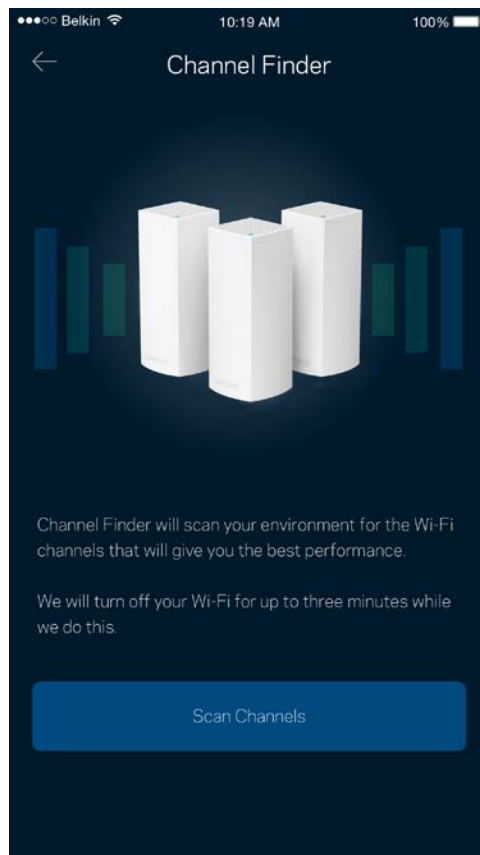 ●●●○○ Belkin 10:19 AM 100%
Channel Finder
Channel Finder will scan your environment for the Wi-Fi
channels that will give you the best performance.
We will turn off your Wi-Fi for up to three minutes while
we do this.
Scan Channels